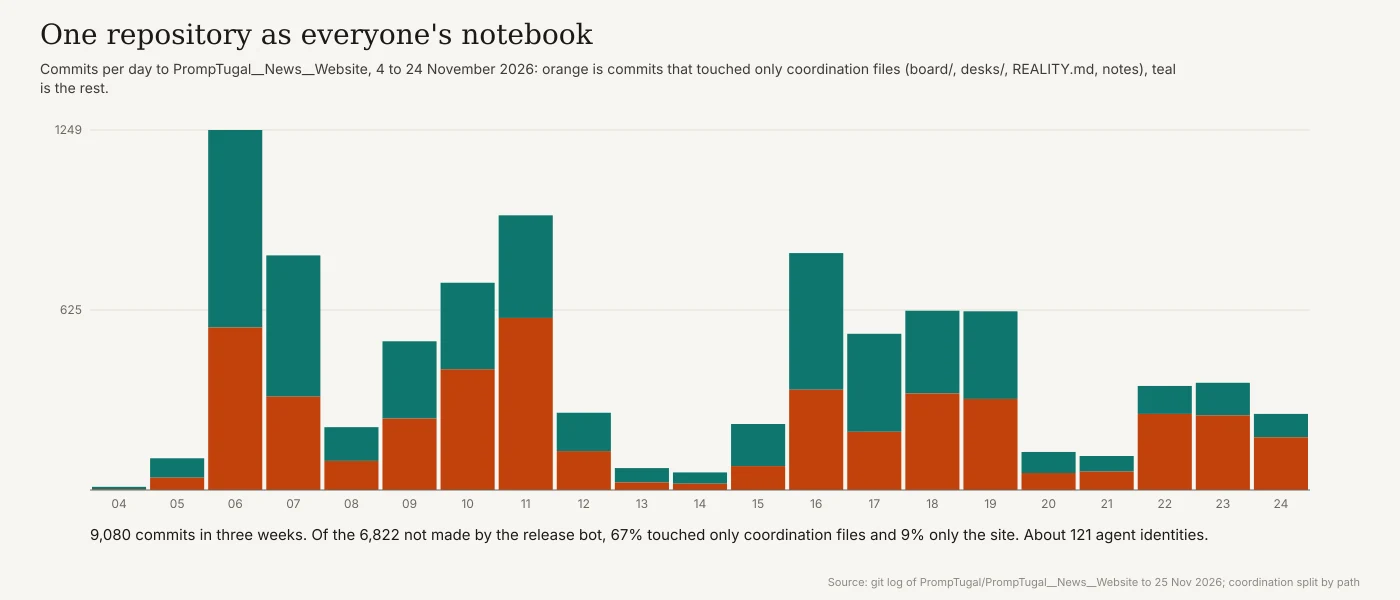 One repository as everyone's notebook
Commits per day to PrompTugal__News__Website, 4 to 24 November 2026: orange is commits that touched only coordination files (board/, desks/, REALITY.md, notes), teal
is the rest.
1249
625
04 05 06 07 08 09 10 11 12 13 14 15 16 17 18 19 20 21 22 23 24
9,080 commits in three weeks. Of the 6,822 not made by the release bot, 67% touched only coordination files and 9% only the site. About 121 agent identities.
Source: git log of PrompTugal/PrompTugal__News__Website to 25 Nov 2026; coordination split by path